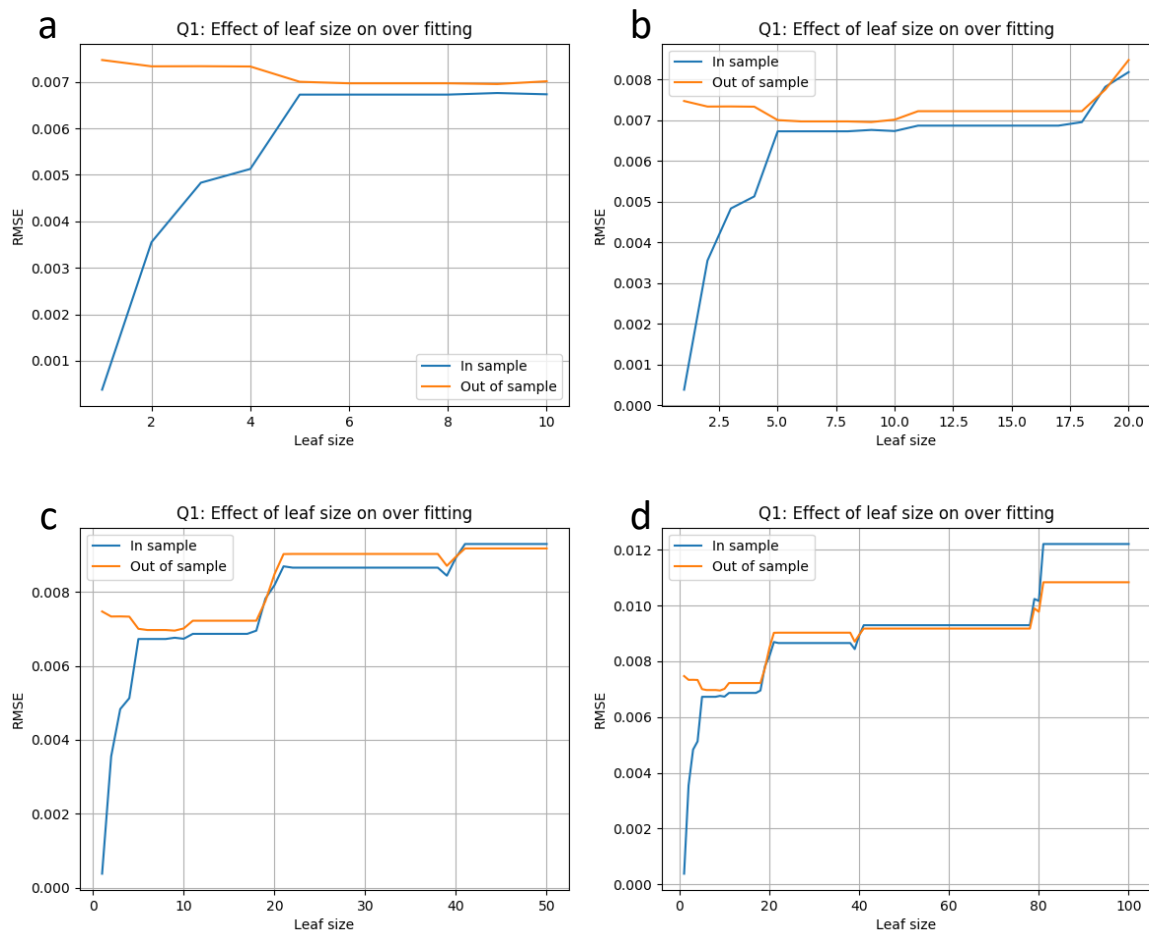 a
Q1: Effect of leaf size on over fitting
0.007
0.006
0.005
0.004
0.003
0.002
0.001
RMSE
In sample
Out of sample
2
4
6
8
10
Leaf size
b
Q1: Effect of leaf size on over fitting
In sample
Out of sample
0.008
0.007
0.006
0.005
0.004
0.003
0.002
0.001
0.000
RMSE
2.5
5.0
7.5
10.0
12.5
15.0
17.5
20.0
Leaf size
c
Q1: Effect of leaf size on over fitting
In sample
Out of sample
0.008
0.006
0.004
0.002
0.000
RMSE
0
10
20
30
40
50
Leaf size
d
Q1: Effect of leaf size on over fitting
In sample
Out of sample
0.012
0.010
0.008
0.006
0.004
0.002
0.000
RMSE
0
20
40
60
80
100
Leaf size